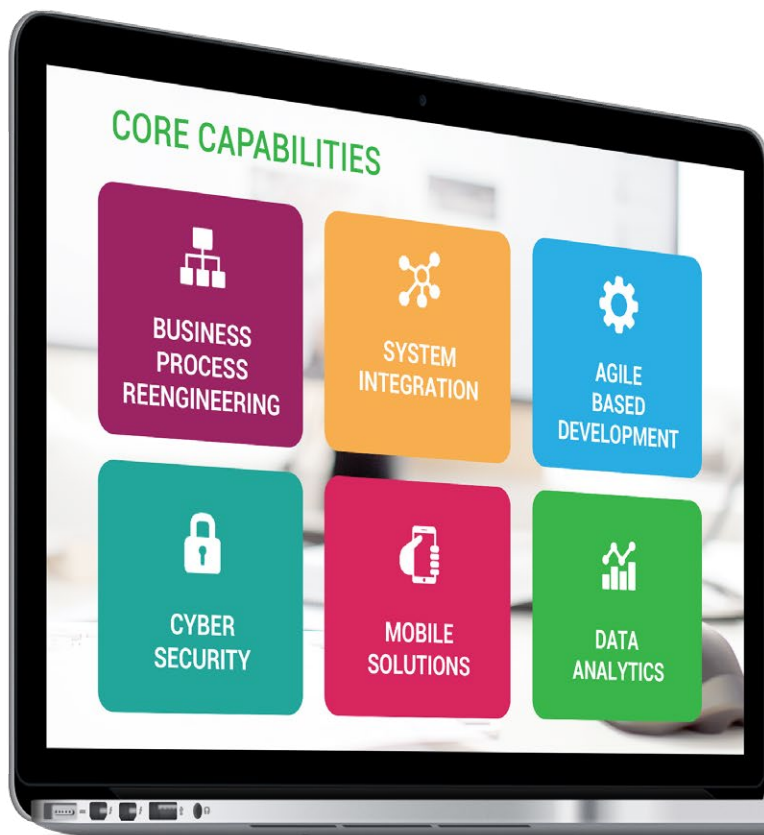 CORE CAPABILITIES
BUSINESS
PROCESS
REENGINEERING
SYSTEM
INTEGRATION
AGILE
BASED
DEVELOPMENT
CYBER
SECURITY
MOBILE
SOLUTIONS
DATA
ANALYTICS